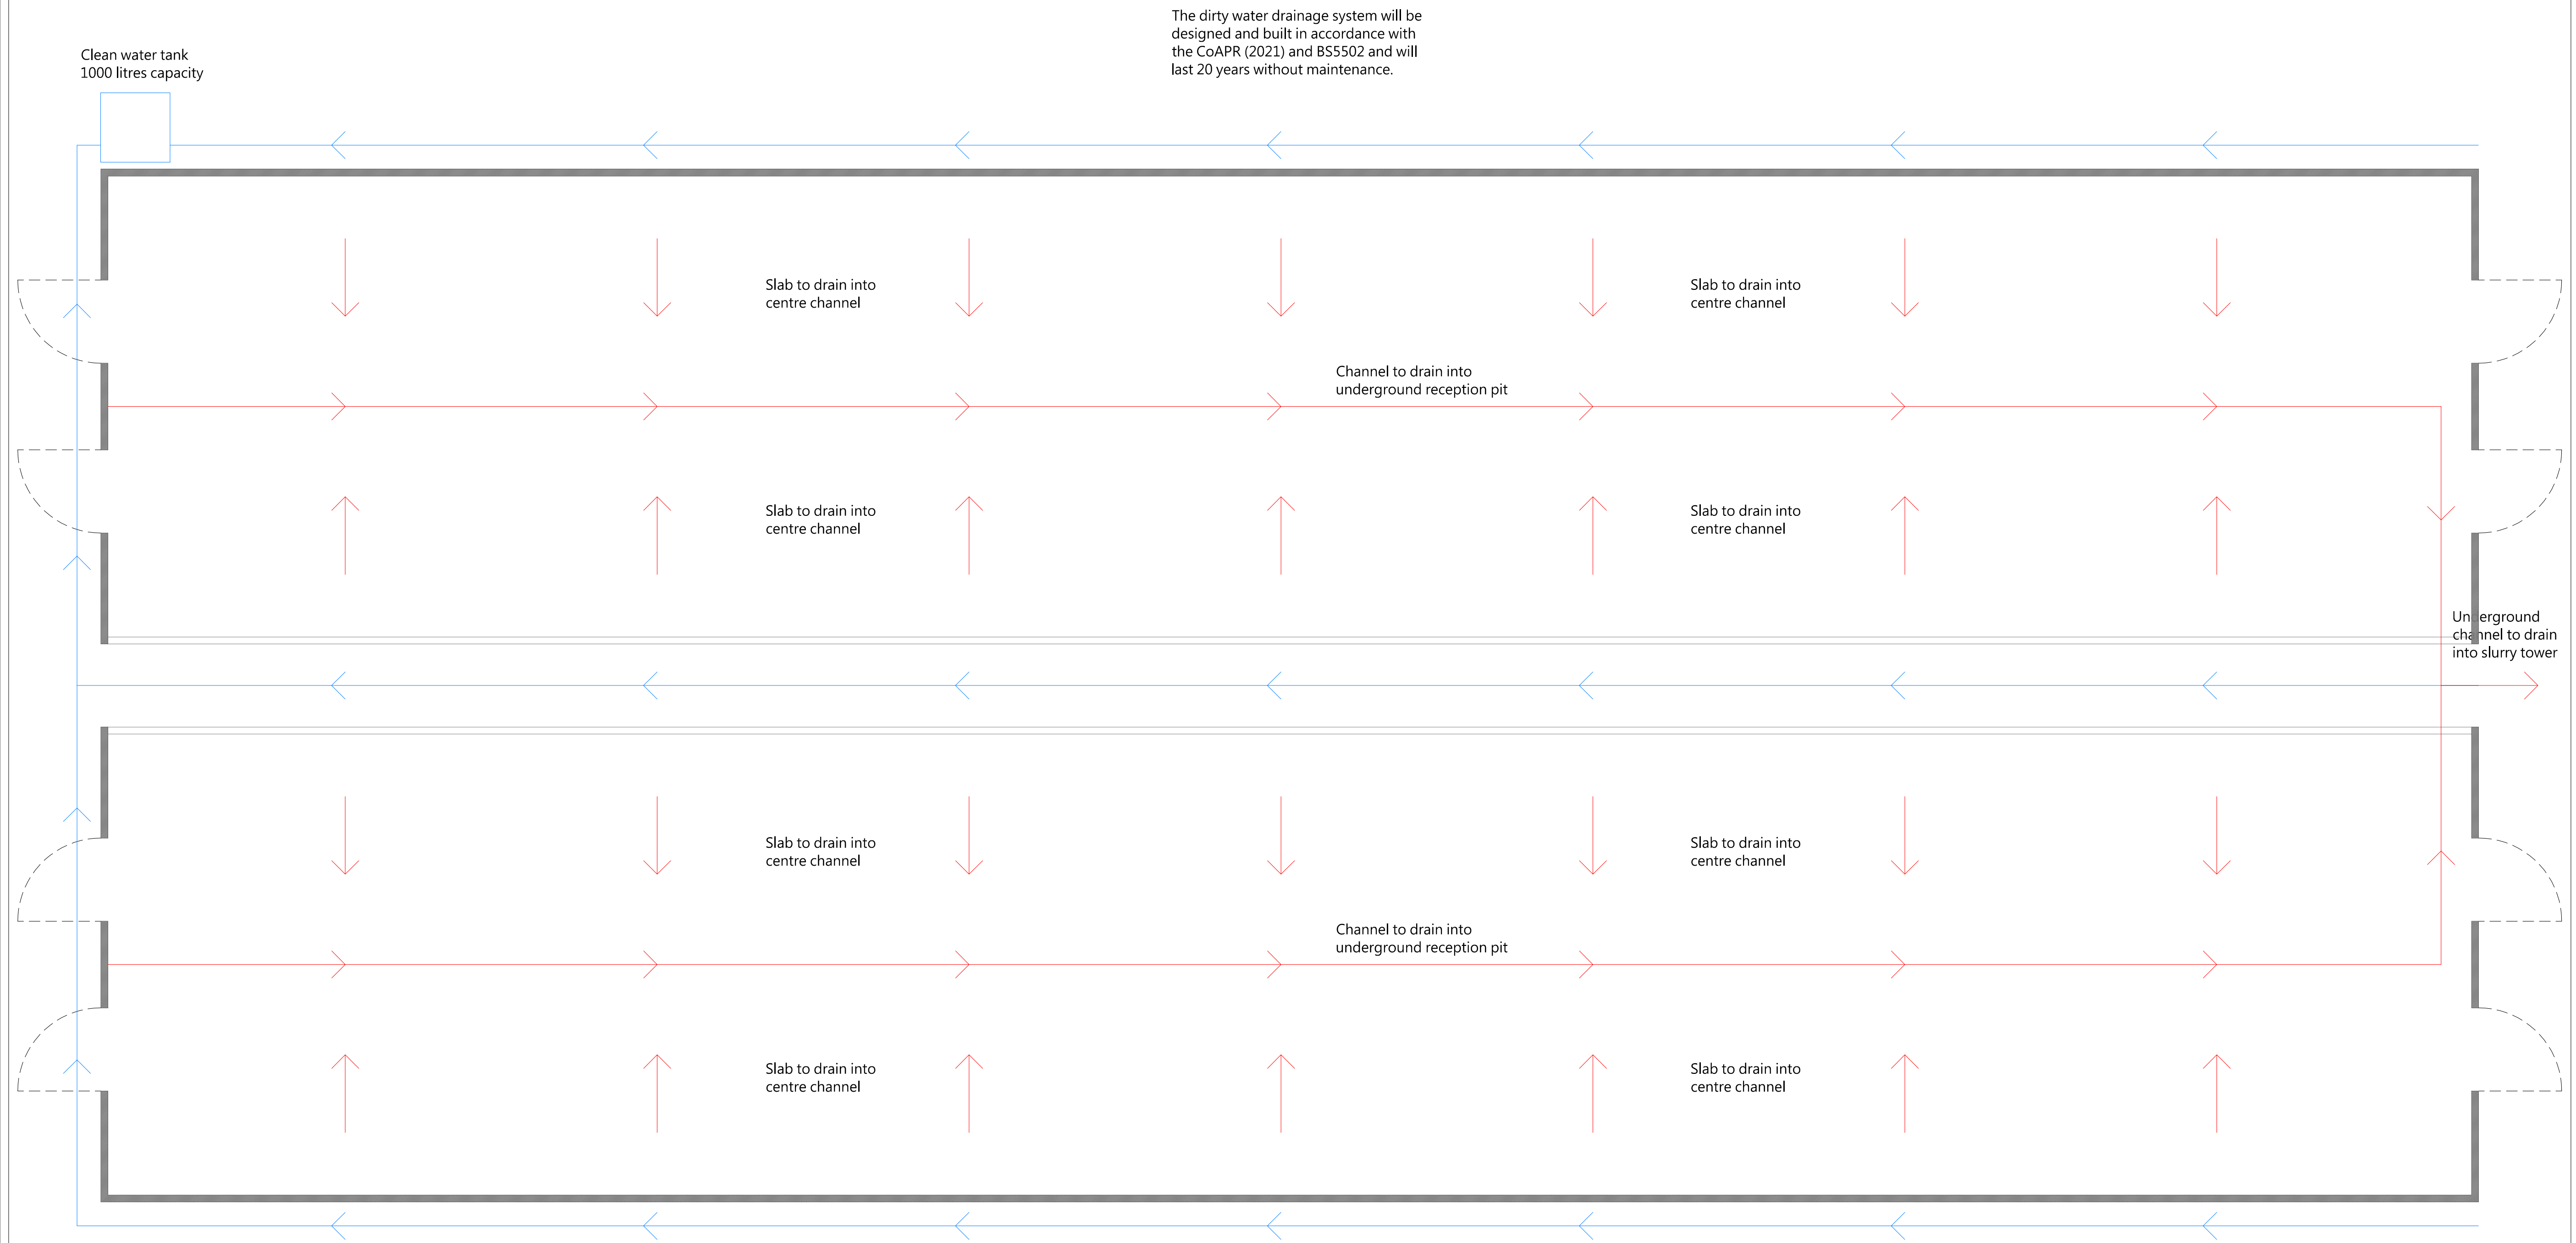 The dirty water drainage system will be
designed and built in accordance with
the CoAPR (2021) and BS5502 and will
last 20 years without maintenance.
Clean water tank
1000 litres capacity
Slab to drain into
centre channel
Slab to drain into
centre channel
Channel to drain into
underground reception pit
Slab to drain into
centre channel
Slab to drain into
centre channel
Underground
channel to drain
into slurry tower
Slab to drain into
centre channel
Slab to drain into
centre channel
Channel to drain into
underground reception pit
Slab to drain into
centre channel
Slab to drain into
centre channel